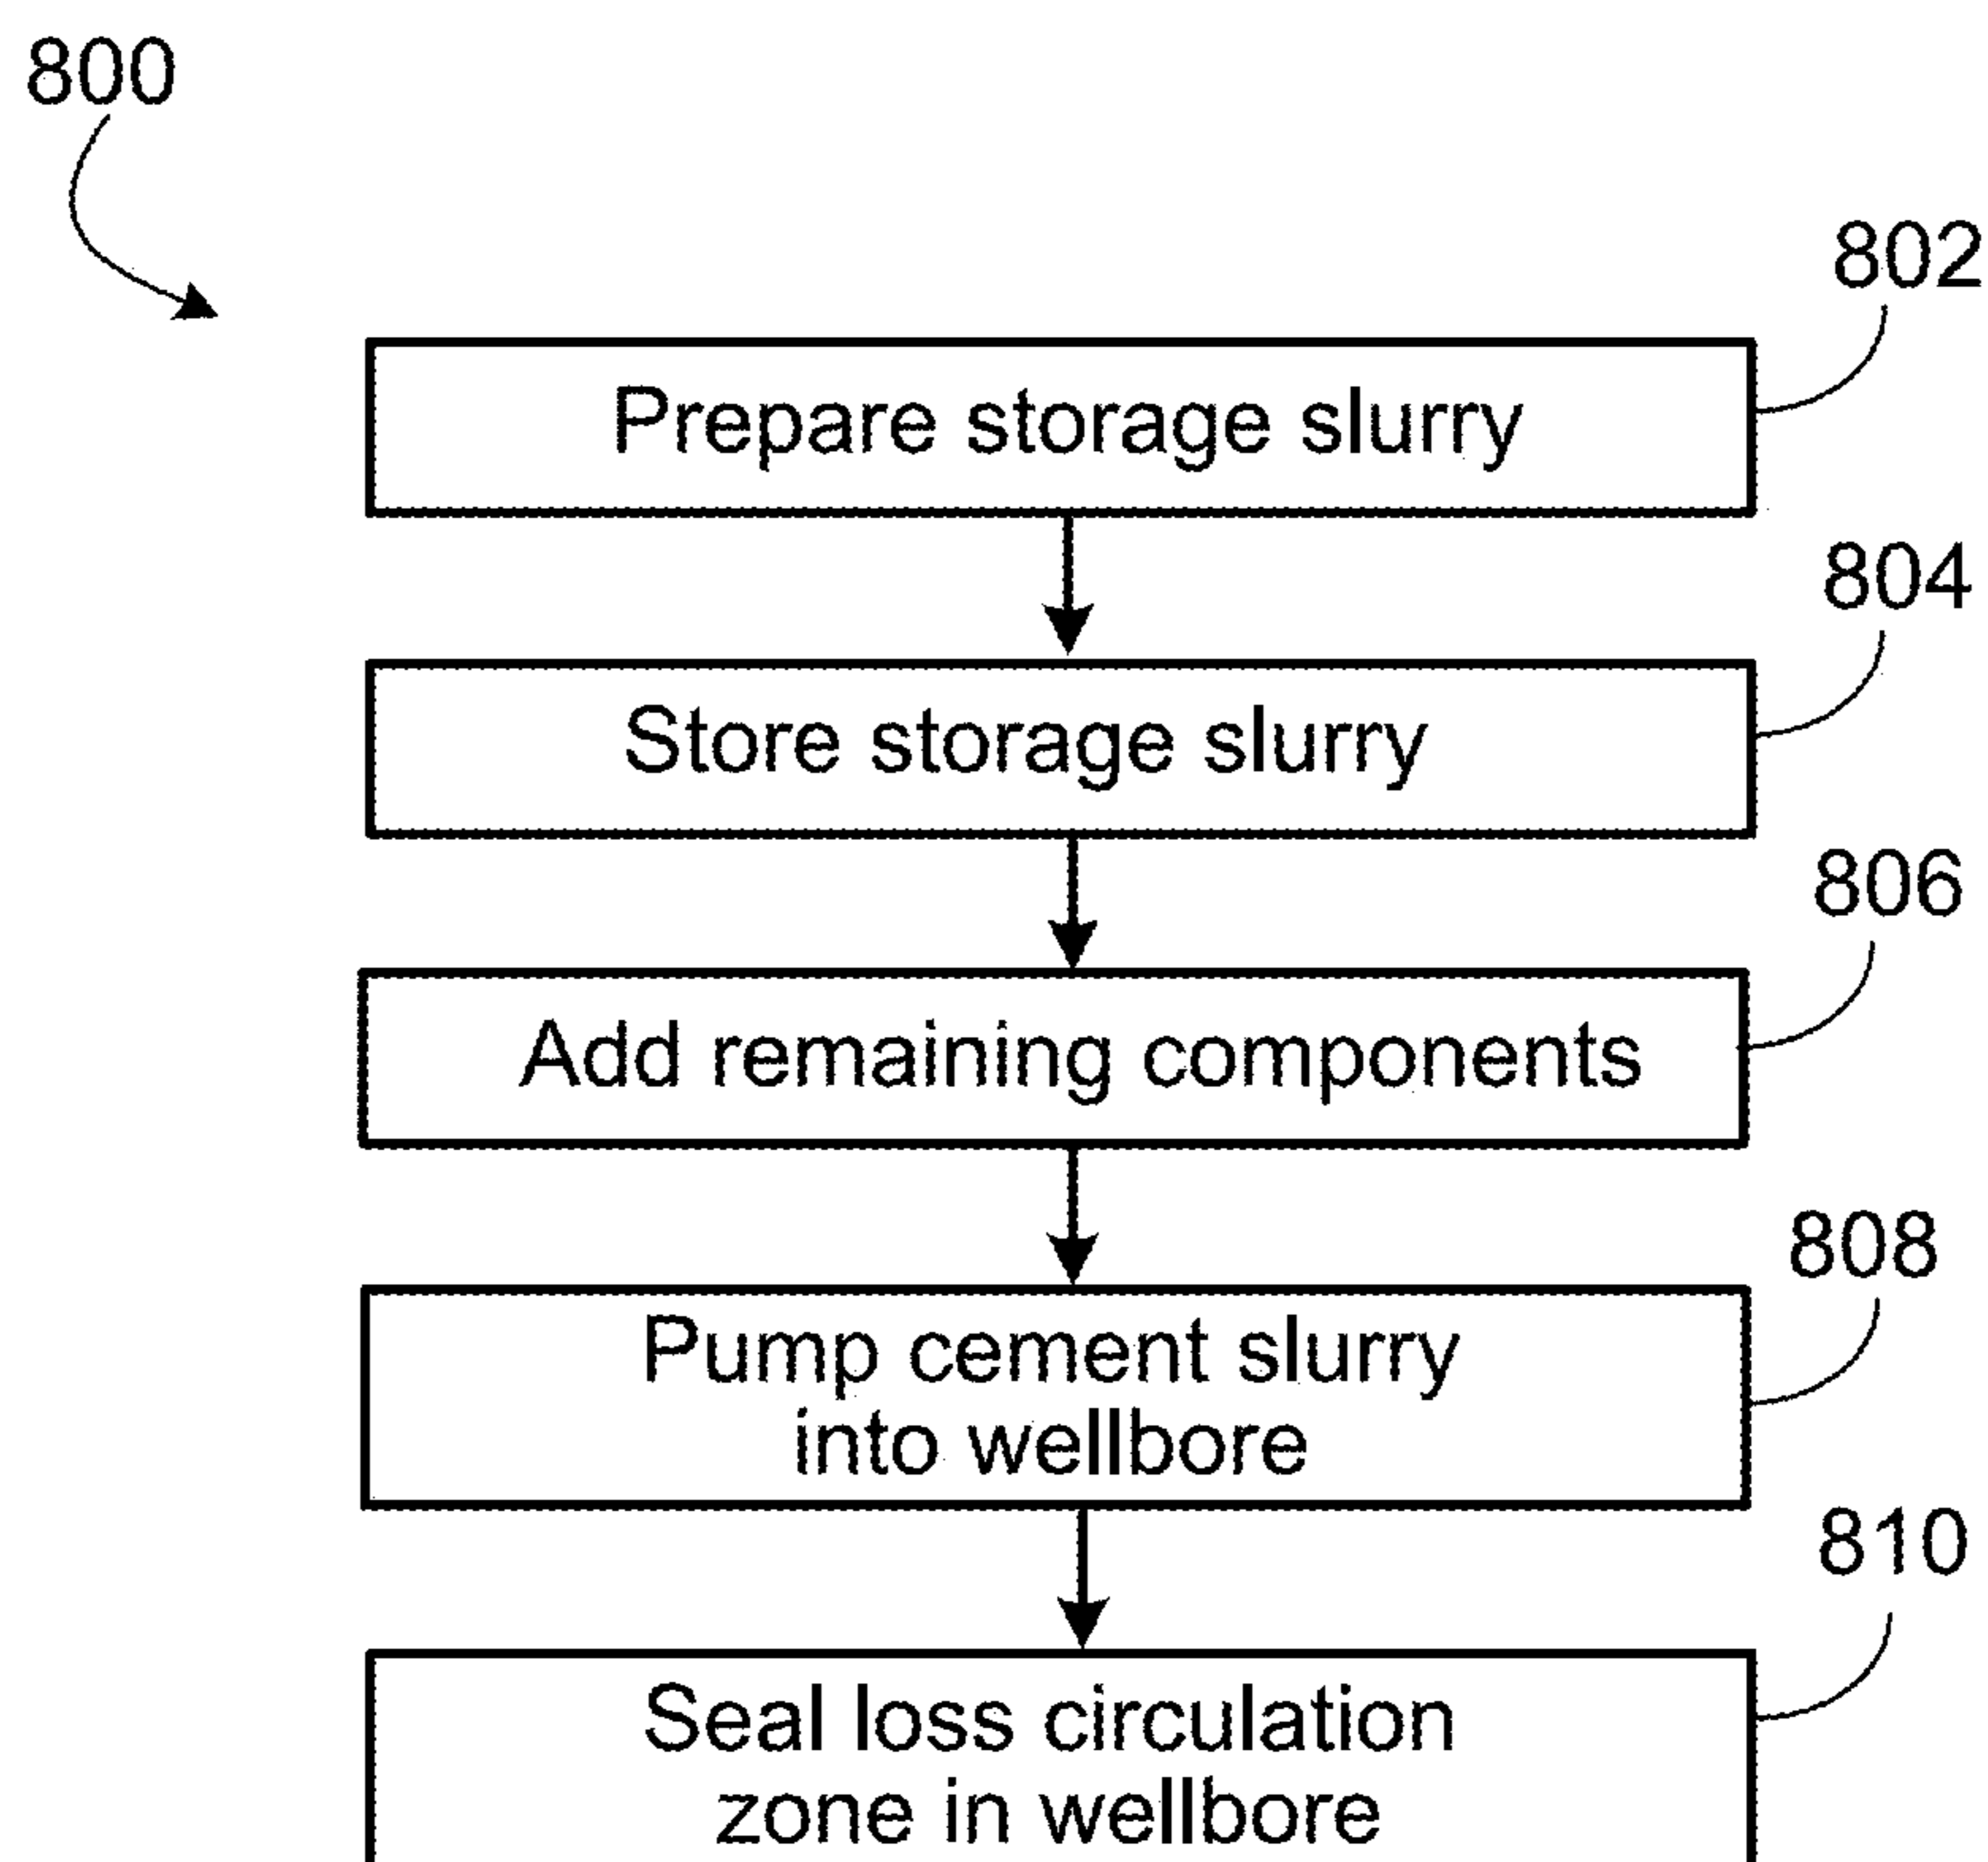 800
802
Prepare storage slurry
804
Store storage slurry
806
Add remaining components
808
Pump cement slurry
into wellbore
810
Seal loss circulation
zone in wellbore